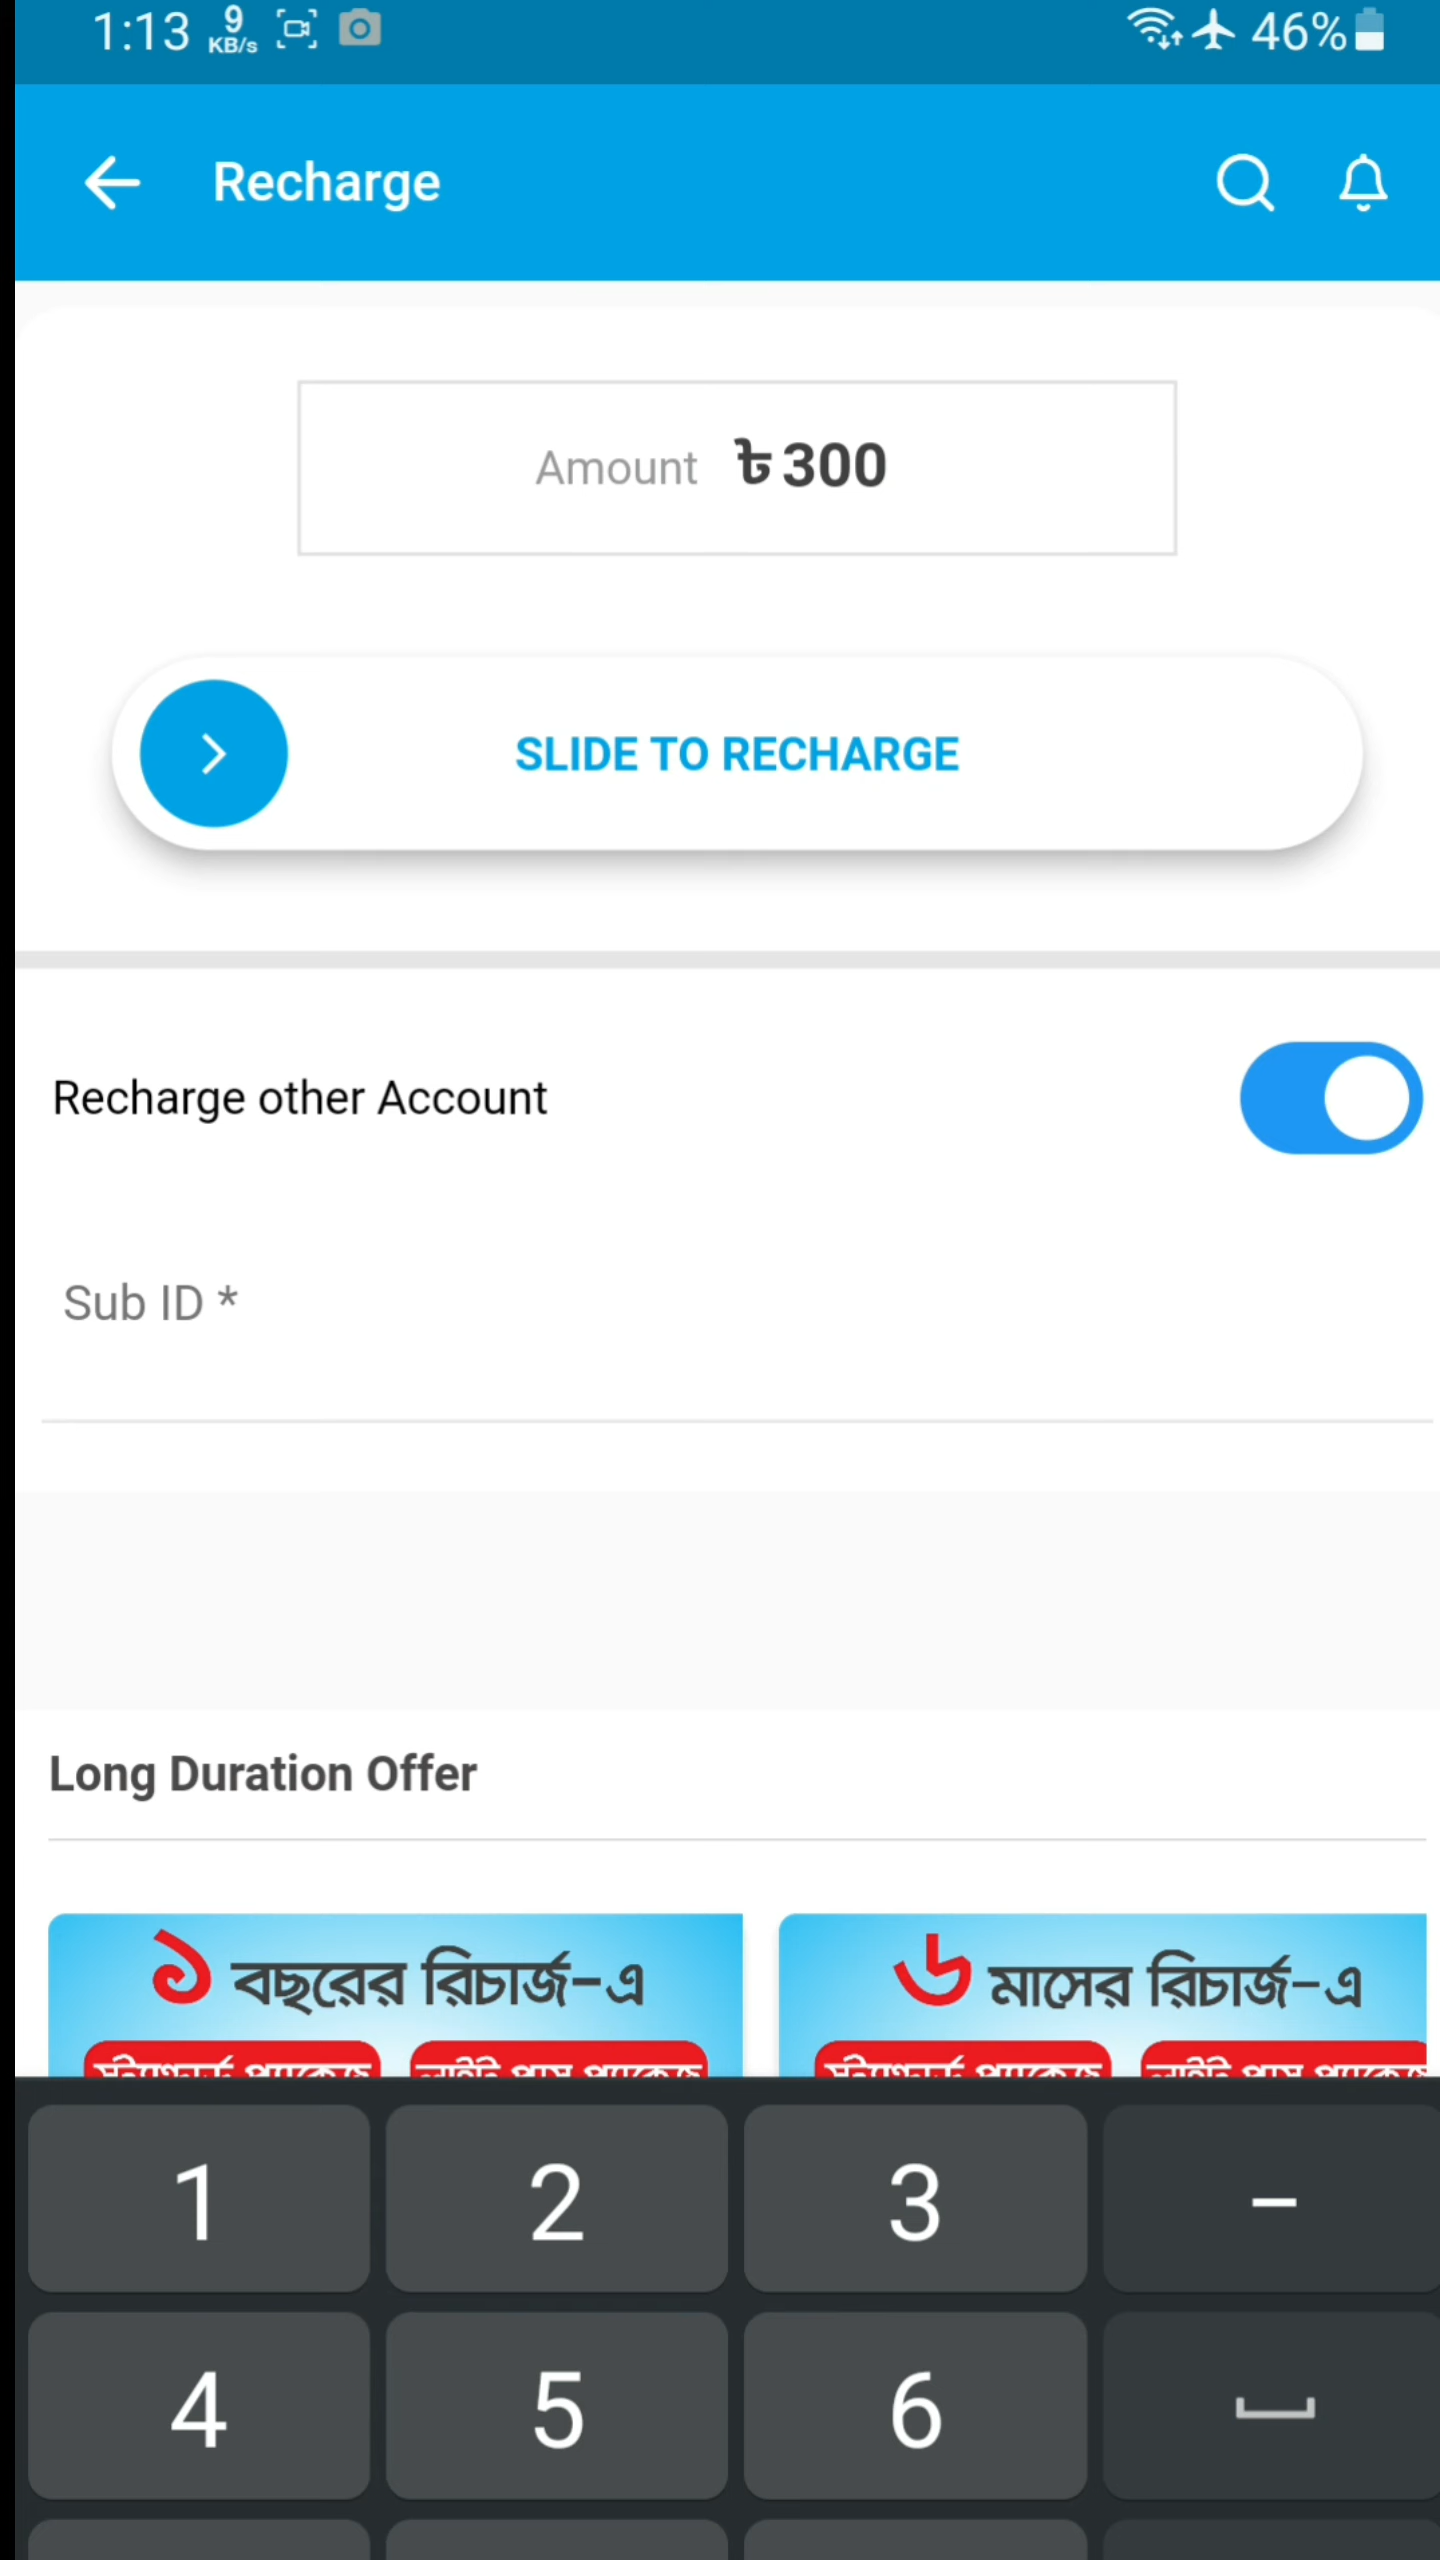 1:13 9 KB/s 46%
Recharge
Amount ৳300
SLIDE TO RECHARGE
Recharge other Account
Sub ID *
Long Duration Offer
১ বছরের রিচার্জ-এ
৬ মাসের রিচার্জ-এ
1 2 3 -
4 5 6